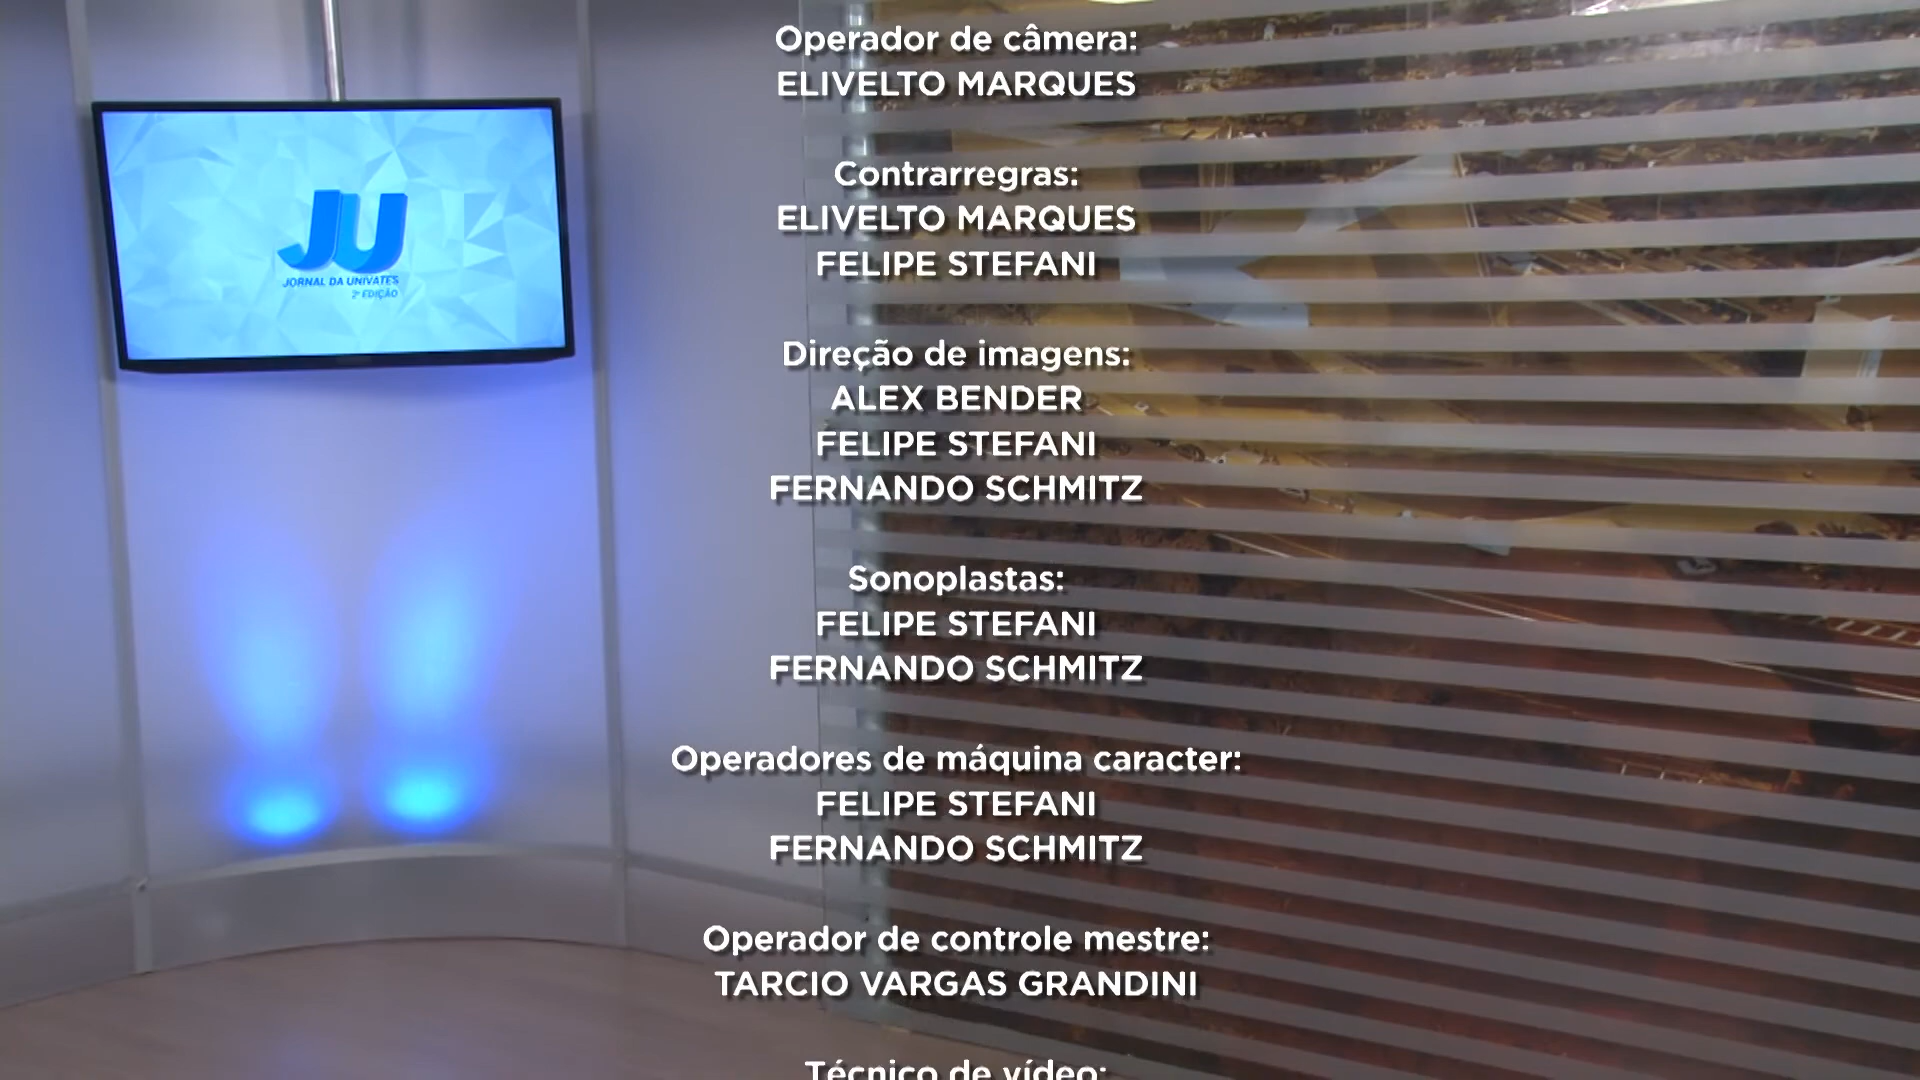 Operador de câmera:
ELIVELTO MARQUES
Contrarregras:
ELIVELTO MARQUES
FELIPE STEFANI
Direção de imagens:
ALEX BENDER
FELIPE STEFANI
FERNANDO SCHMITZ
Sonoplastas:
FELIPE STEFANI
FERNANDO SCHMITZ
Operadores de máquina caracter:
FELIPE STEFANI
FERNANDO SCHMITZ
Operador de controle mestre:
TARCIO VARGAS GRANDINI
Técnico de vídeo:
JU
JORNAL DA UNIVATES
2ª EDIÇÃO